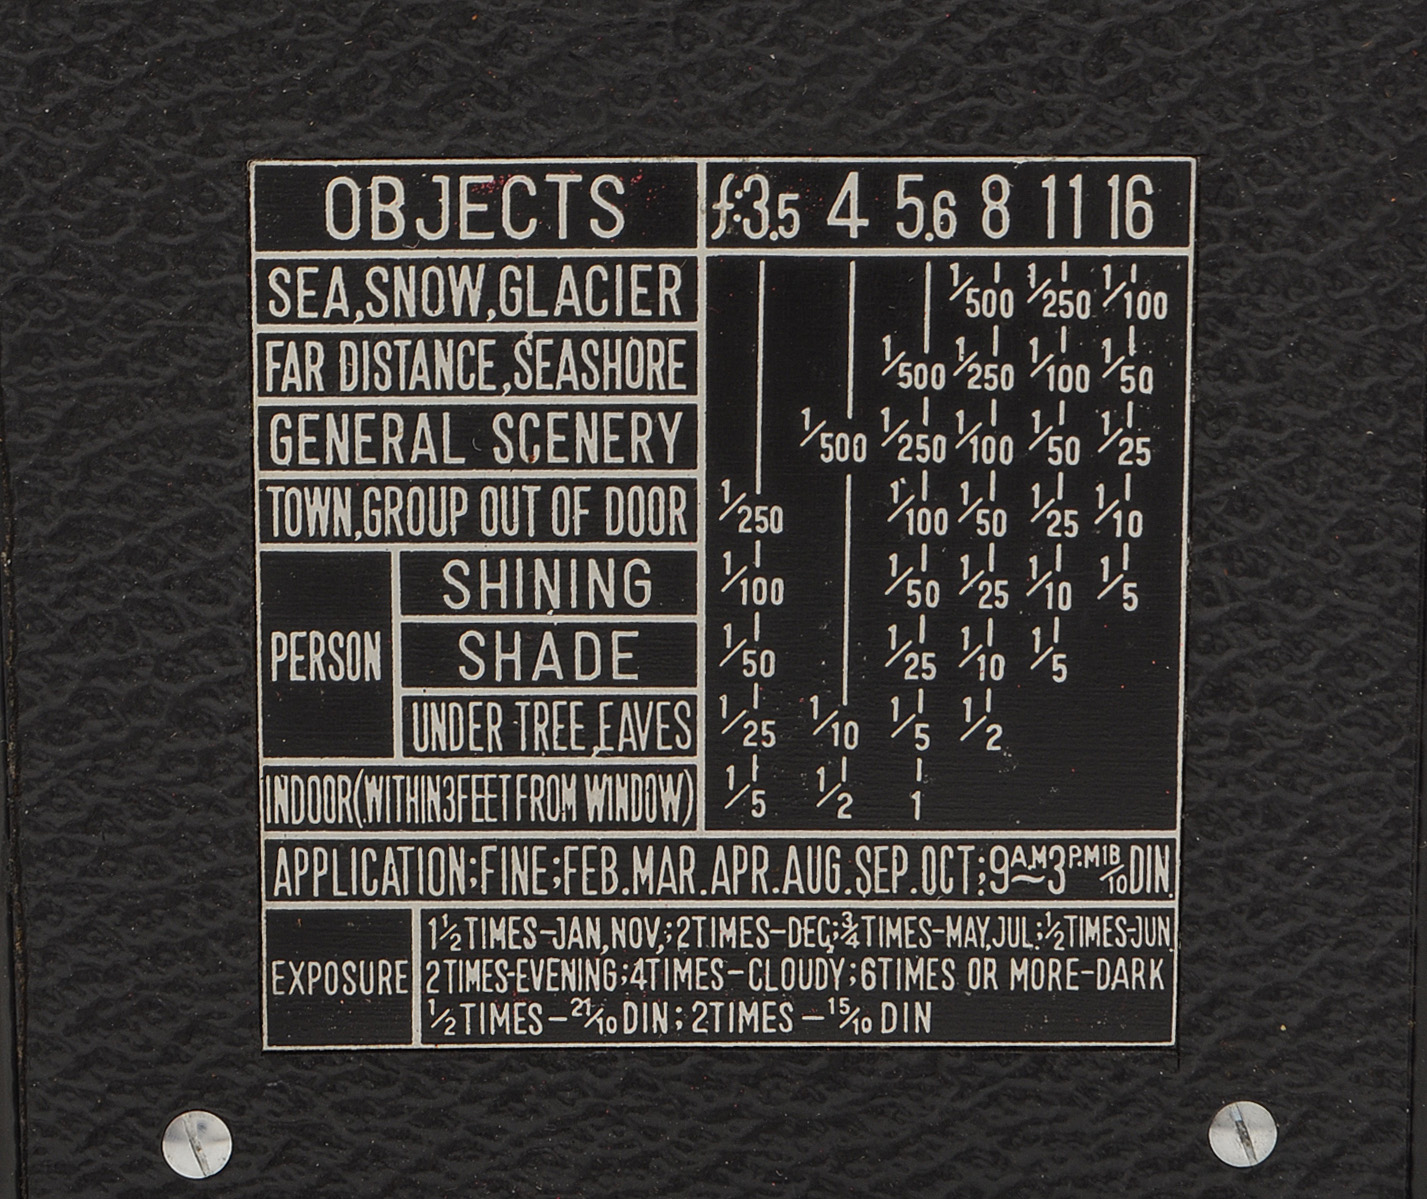 OBJECTS f:3.5 4 5.6 8 11 16
SEA,SNOW,GLACIER 1/500 1/250 1/100
FAR DISTANCE,SEASHORE 1/500 1/250 1/100 1/50
GENERAL SCENERY 1/500 1/250 1/100 1/50 1/25
TOWN,GROUP OUT OF DOOR 1/250 1/100 1/50 1/25 1/10
PERSON
SHINING 1/100 1/50 1/25 1/10 1/5
SHADE 1/50 1/25 1/10 1/5
UNDER TREE,EAVES 1/25 1/10 1/5 1/2
INDOOR(WITHIN3FEET FROM WINDOW) 1/5 1/2 1
APPLICATION;FINE;FEB.MAR.APR.AUG.SEP.OCT;9A.M~3P.M18/10DIN.
EXPOSURE
1 1/2TIMES-JAN,NOV,;2TIMES-DEC,;3/4TIMES-MAY,JUL;1/2TIMES-JUN.
2TIMES-EVENING;4TIMES-CLOUDY;6TIMES OR MORE-DARK
1/2TIMES-21/10DIN;2TIMES-15/10DIN